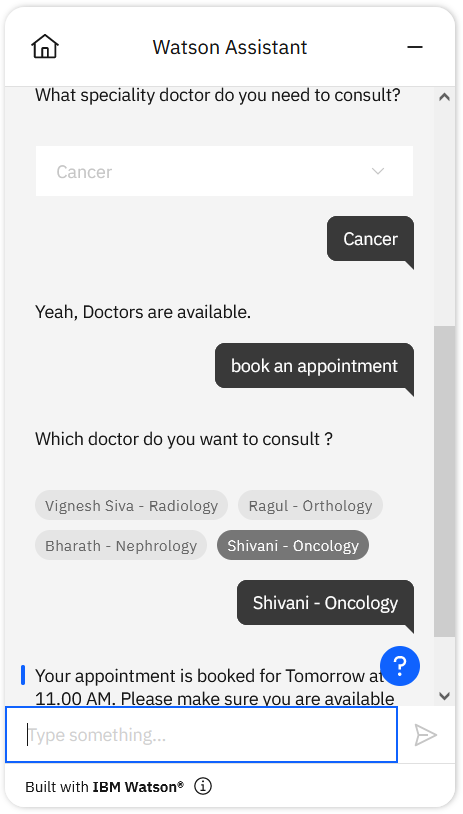 Watson Assistant
What speciality doctor do you need to consult?
Cancer
Cancer
Yeah, Doctors are available.
book an appointment
Which doctor do you want to consult ?
Vignesh Siva - Radiology
Ragul - Orthology
Bharath - Nephrology
Shivani - Oncology
Shivani - Oncology
Your appointment is booked for Tomorrow at
?
11.00 AM. Please make sure you are available
Type something...
Built with IBM Watson®